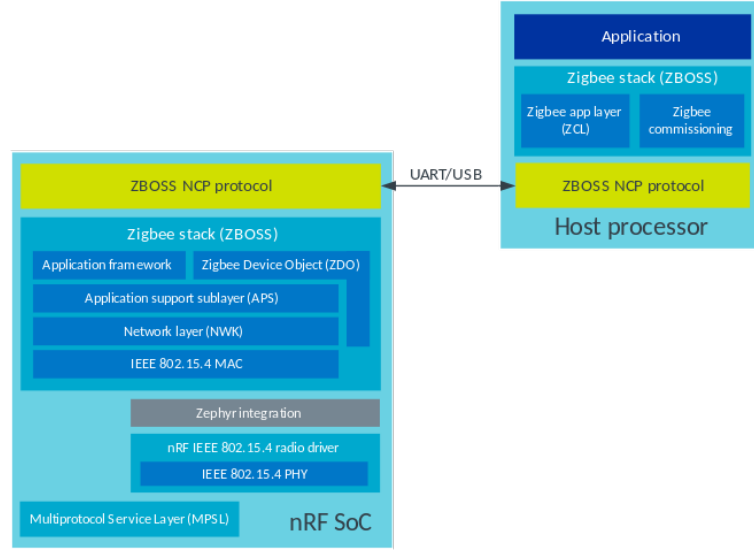 Application
Zigbee stack (ZBOSS)
Zigbee app layer
(ZCL)
Zigbee
commissioning
ZBOSS NCP protocol
Host processor
UART/USB
ZBOSS NCP protocol
Zigbee stack (ZBOSS)
Application framework
Zigbee Device Object (ZDO)
Application support sublayer (APS)
Network layer (NWK)
IEEE 802.15.4 MAC
Zephyr integration
nRF IEEE 802.15.4 radio driver
IEEE 802.15.4 PHY
Multiprotocol Service Layer (MPSL)
nRF SoC